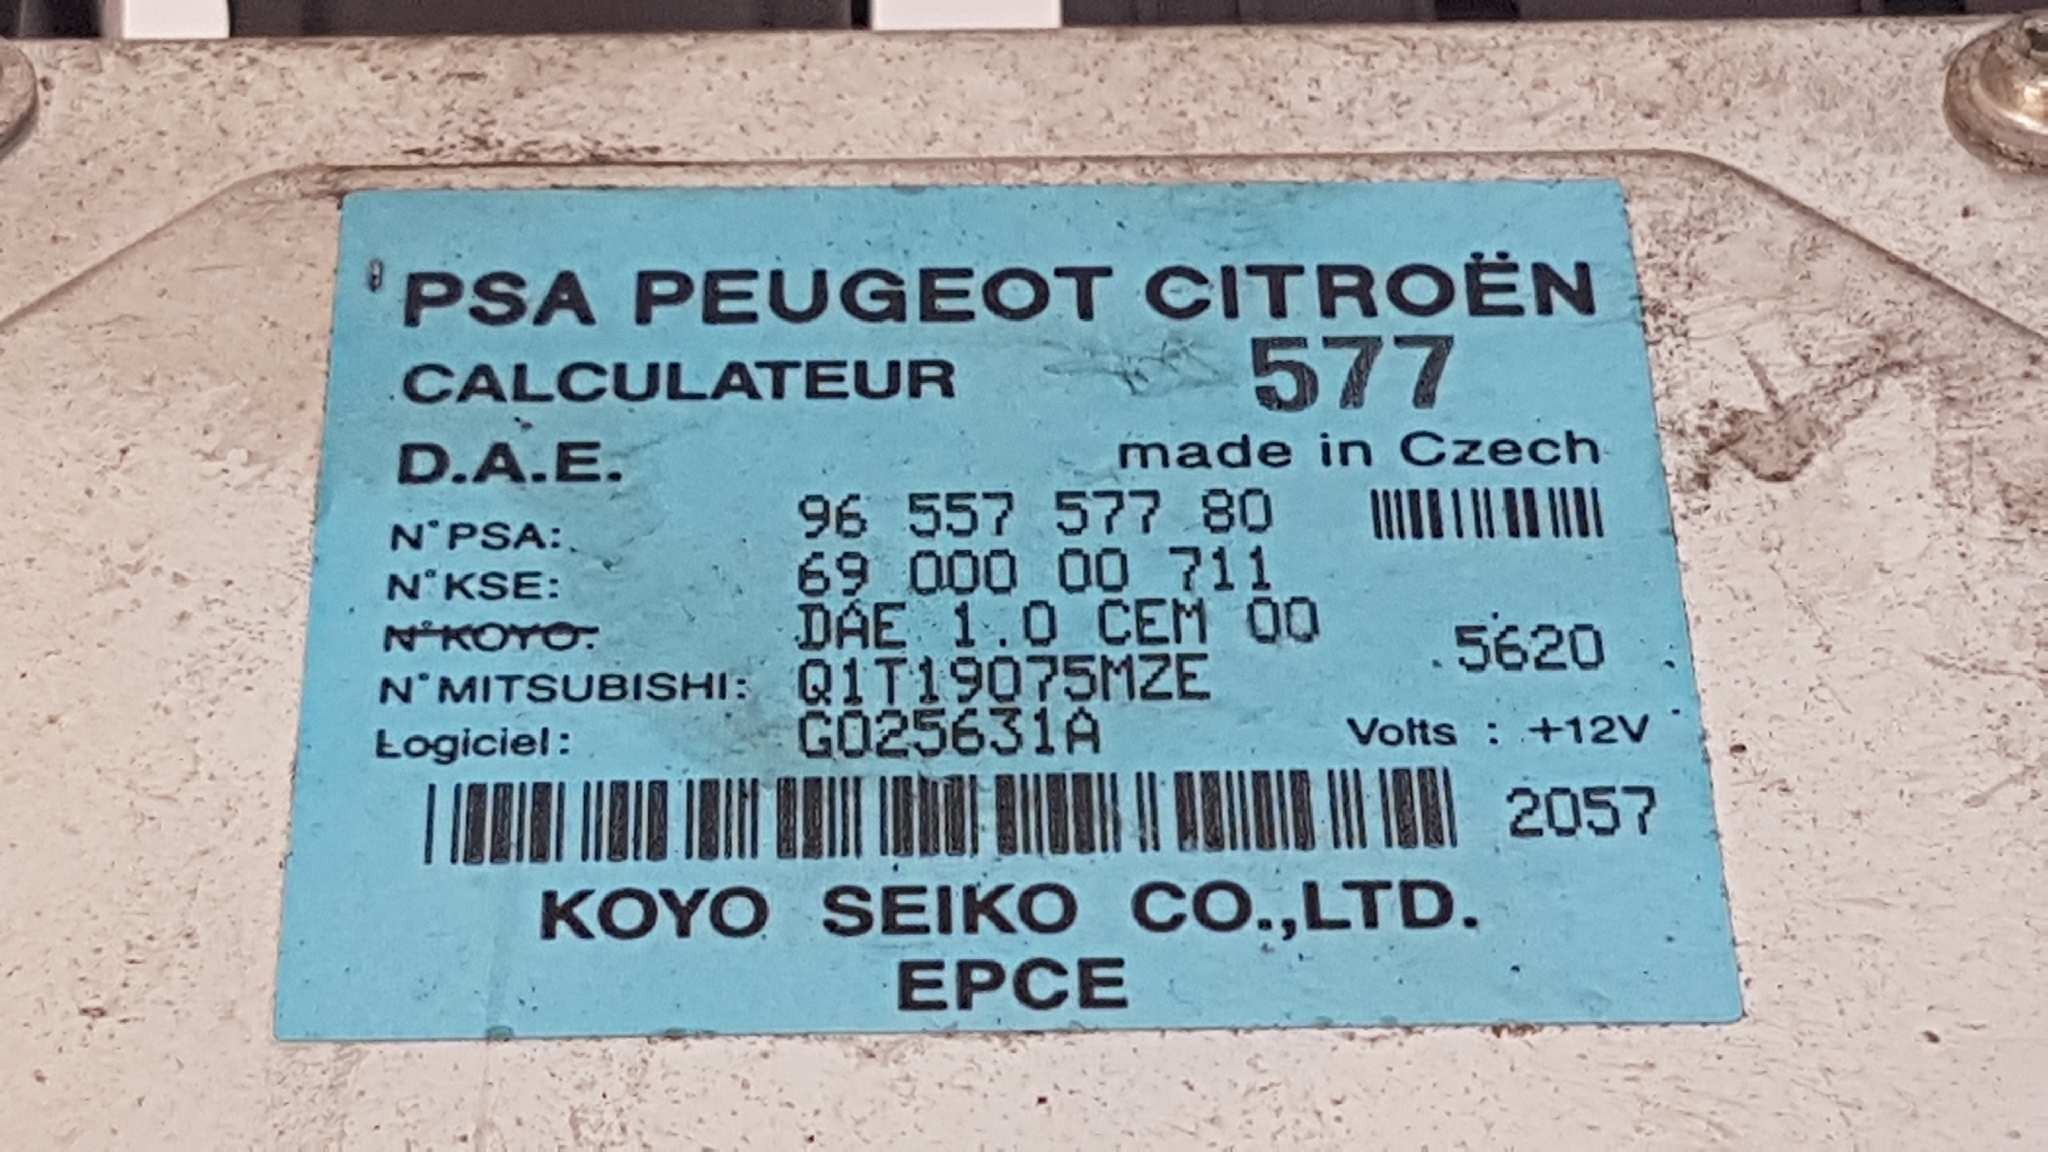 PSA PEUGEOT CITROËN
CALCULATEUR 577
D.A.E. made in Czech
N°PSA: 96 557 577 80
N°KSE: 69 000 00 711
N°KOYO: DAE 1.0 CEM 00 5620
N°MITSUBISHI: Q1T19075MZE
Logiciel: G025631A Volts : +12V
2057
KOYO SEIKO CO.,LTD.
EPCE